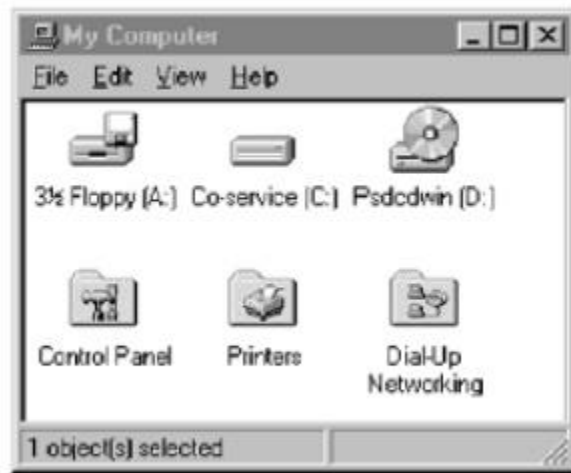 My Computer
File Edit View Help
3½ Floppy (A:) Co-service (C:) Psdcdwin (D:)
Control Panel Printers Dial-Up
Networking
1 object(s) selected